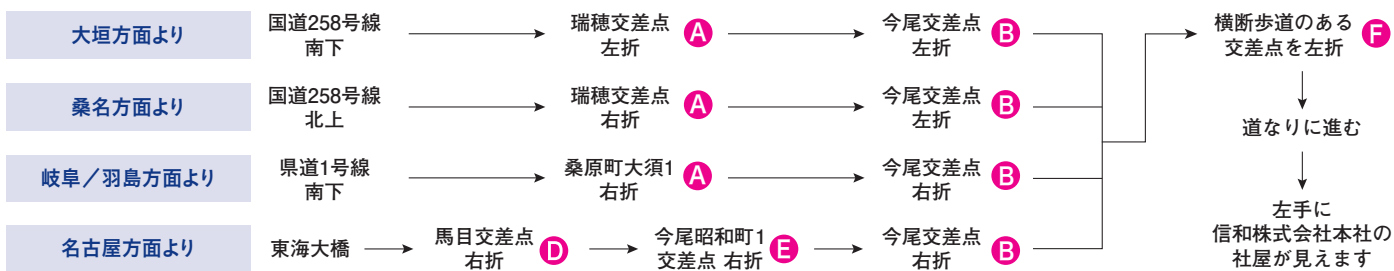 大垣方面より
国道258号線
南下
瑞穂交差点
左折
A
今尾交差点
左折
B
桑名方面より
国道258号線
北上
瑞穂交差点
右折
A
今尾交差点
左折
B
岐阜／羽島方面より
県道1号線
南下
桑原町大須1
右折
A
今尾交差点
右折
B
名古屋方面より
東海大橋
馬目交差点
右折
D
今尾昭和町1
交差点 右折
E
今尾交差点
右折
B
横断歩道のある
交差点を左折
F
道なりに進む
左手に
信和株式会社本社の
社屋が見えます